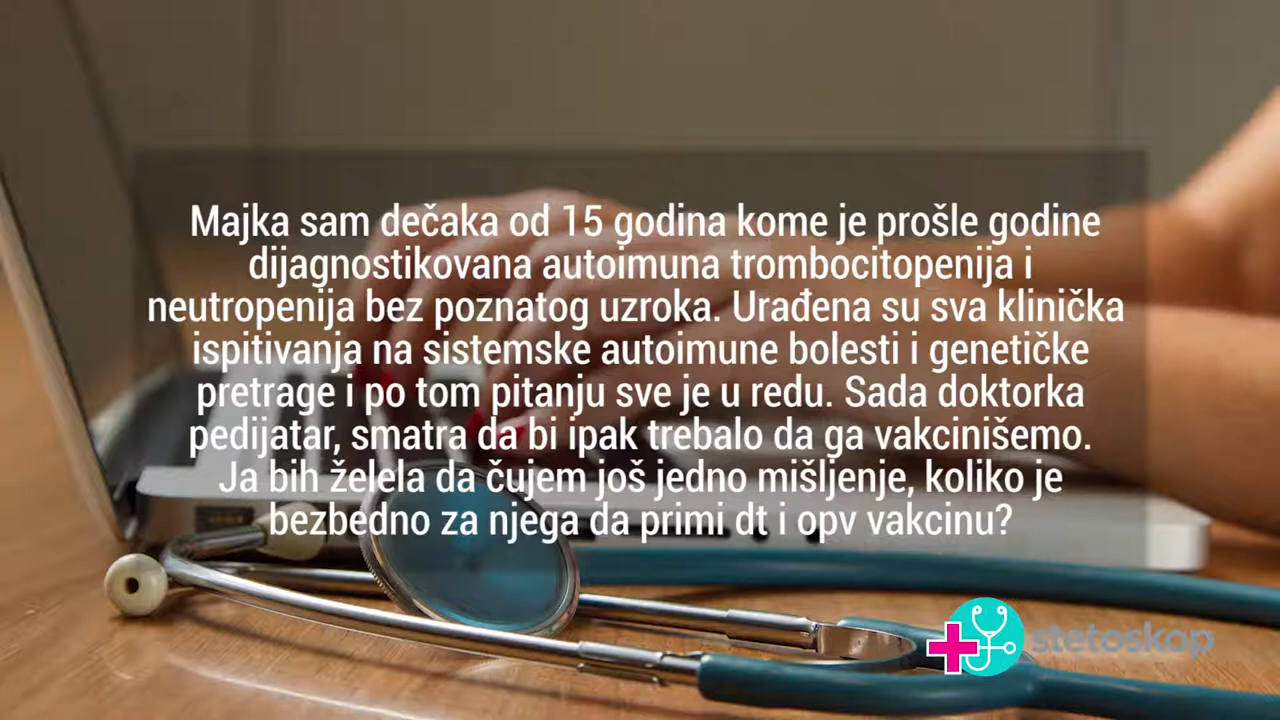 Majka sam dečaka od 15 godina kome je prošle godine
dijagnostikovana autoimuna trombocitopenija i
neutropenija bez poznatog uzroka. Urađena su sva klinička
ispitivanja na sistemske autoimune bolesti i genetičke
pretrage i po tom pitanju sve je u redu. Sada doktorka
pedijatar, smatra da bi ipak trebalo da ga vakcinišemo.
Ja bih želela da čujem još jedno mišljenje, koliko je
bezbedno za njega da primi dt i opv vakcinu?
stetoskop